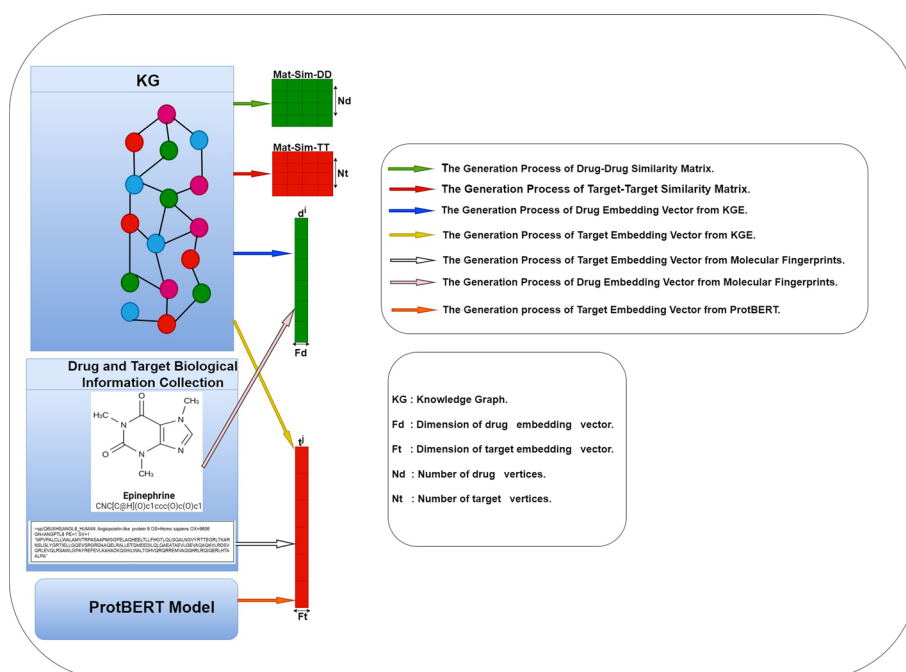 KG
Mat-Sim-DD
Nd
Mat-Sim-TT
Nt
d^i
Fd
Drug and Target Biological
Information Collection
O
CH₃
H₃C
N
N
O
N
N
CH₃
Epinephrine
CNC[C@H](O)c1ccc(O)c(O)c1
GN=ANGPTL8 PE=1 SV=1
t^j
Ft
ProtBERT Model
The Generation Process of Drug-Drug Similarity Matrix.
The Generation Process of Target-Target Similarity Matrix.
The Generation Process of Drug Embedding Vector from KGE.
The Generation Process of Target Embedding Vector from KGE.
The Generation Process of Target Embedding Vector from Molecular Fingerprints.
The Generation Process of Drug Embedding Vector from Molecular Fingerprints.
The Generation process of Target Embedding Vector from ProtBERT.
KG : Knowledge Graph.
Fd : Dimension of drug embedding vector.
Ft : Dimension of target embedding vector.
Nd : Number of drug vertices.
Nt : Number of target vertices.